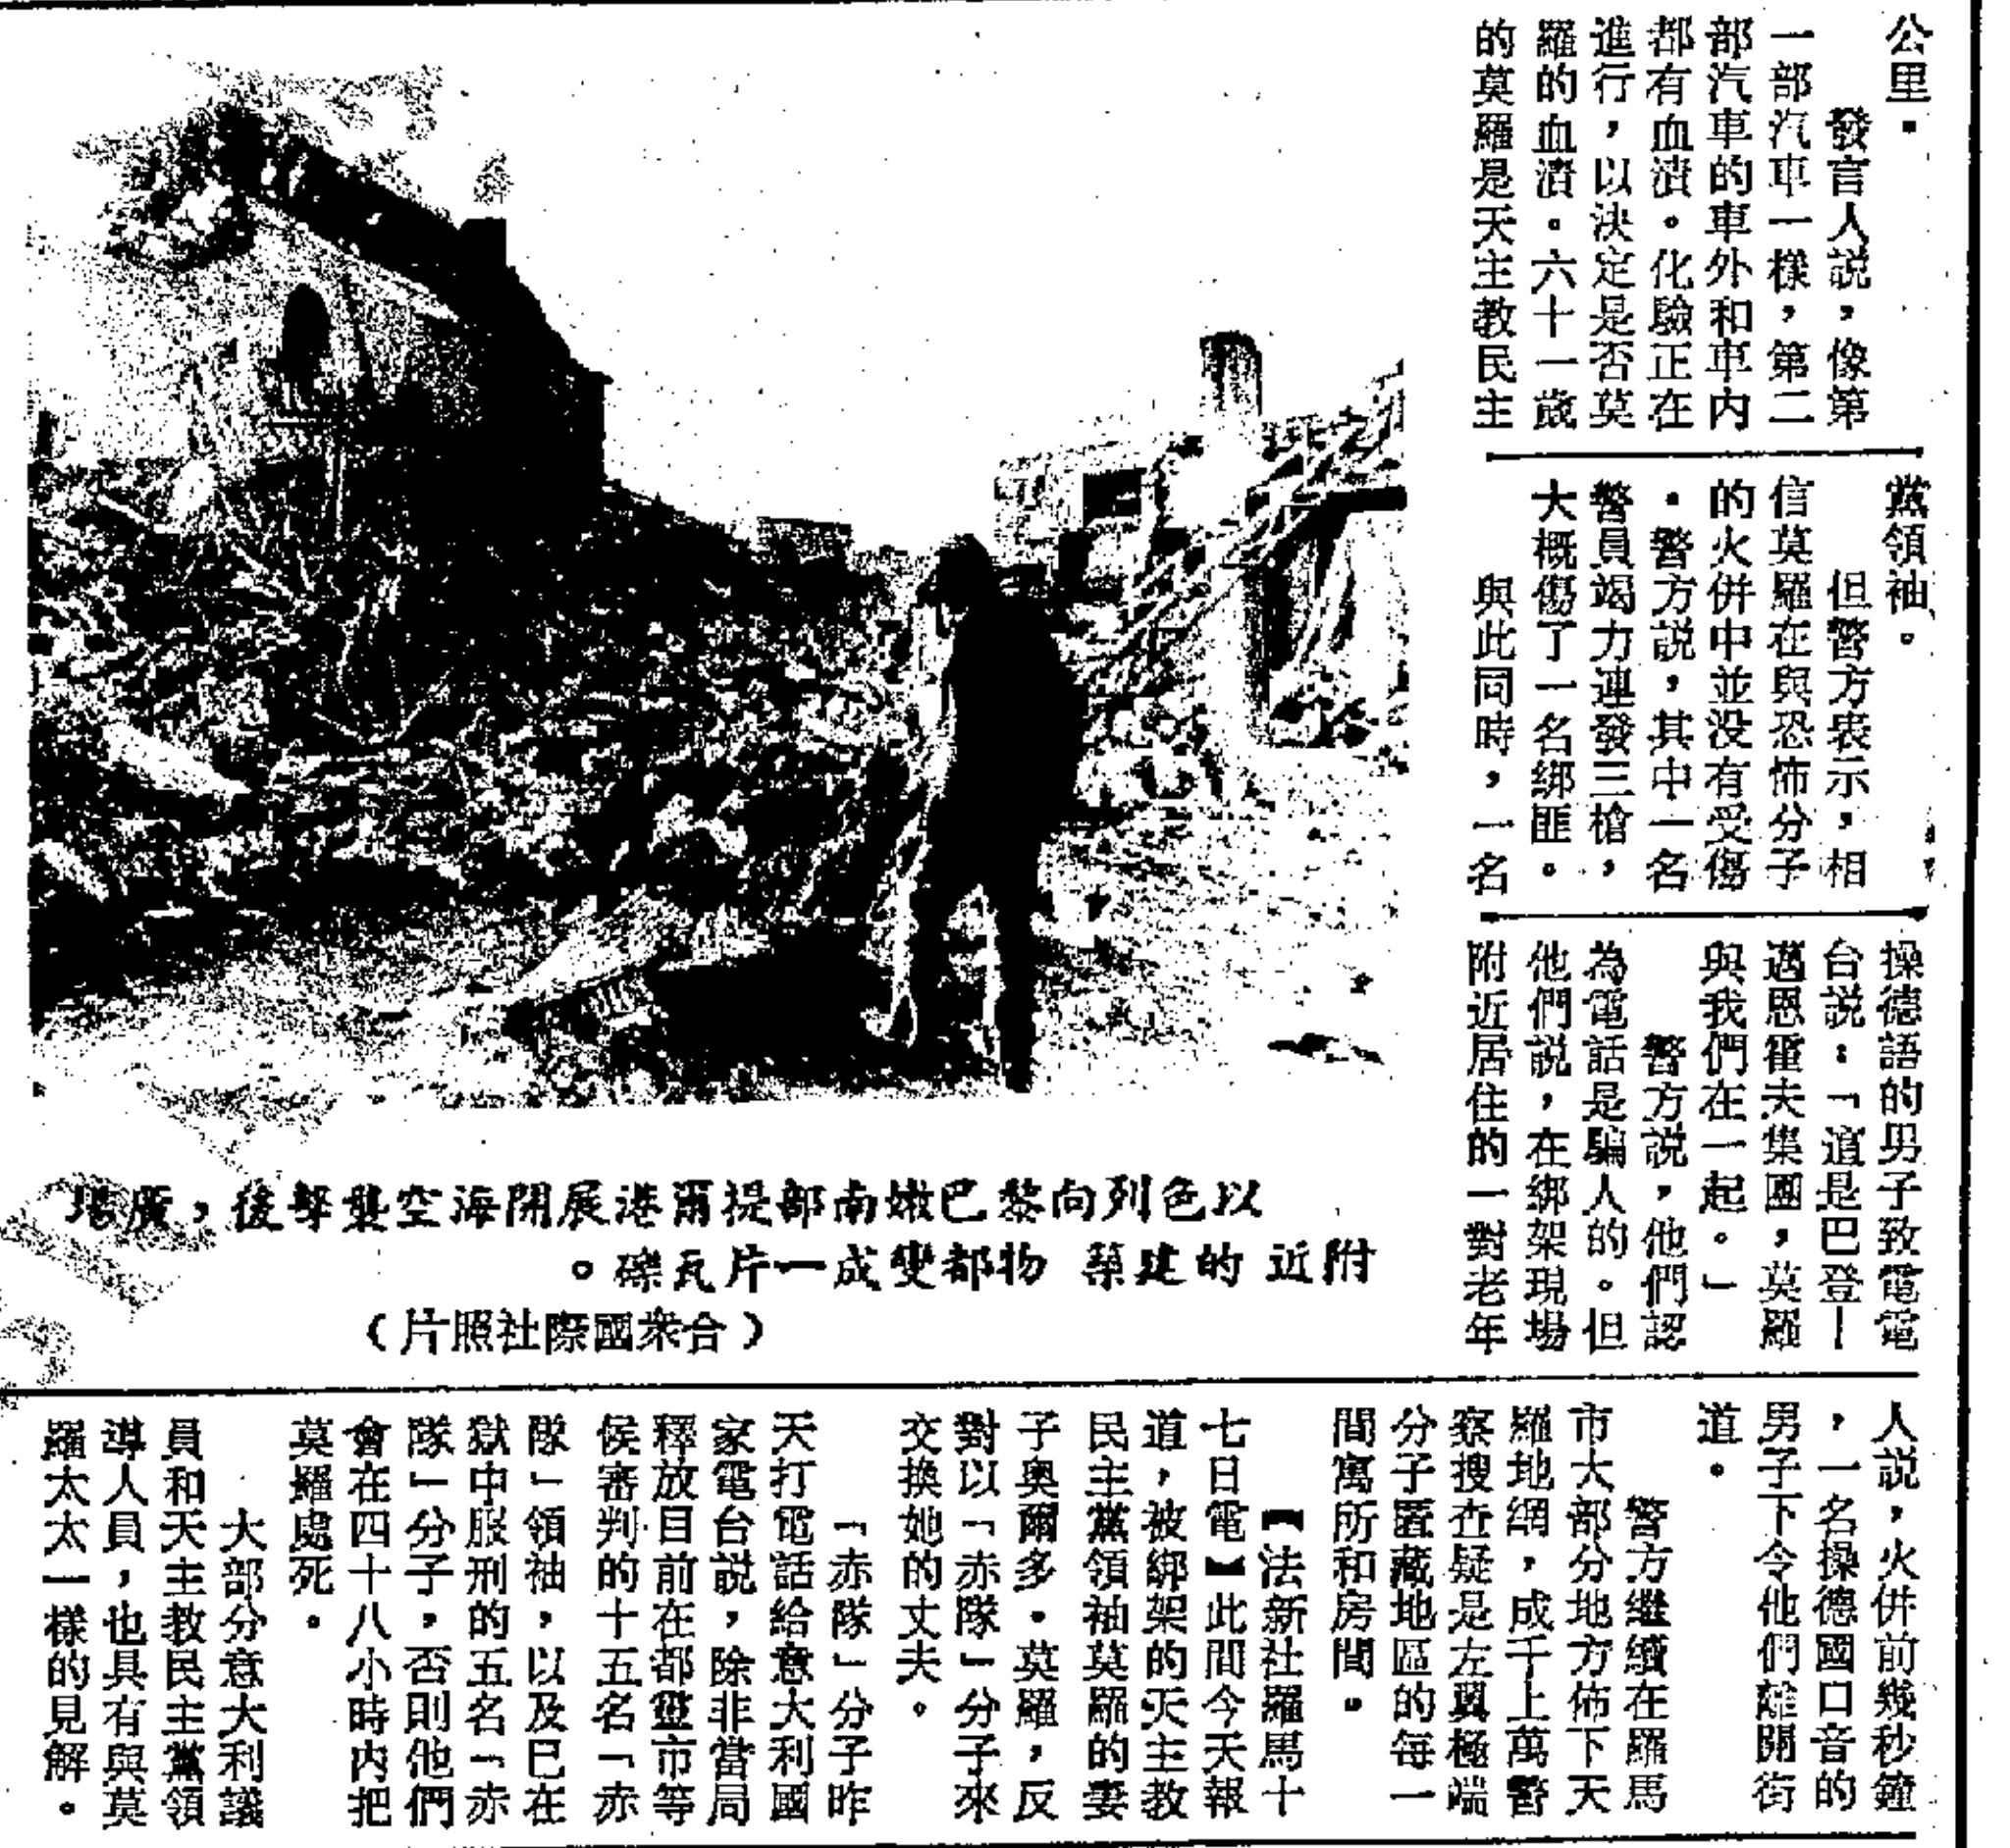 公里。
發言人説，像第
一部汽車一樣，第二
部汽車的車外和車内
都有血漬。化驗正在
進行，以決定是否莫
羅的血漬。六十一歲
的莫羅是天主教民主
黨領袖。
但警方表示，相
信莫羅在與恐怖分子
的火併中並没有受傷
。警方説，其中一名
警員竭力連發三槍，
大概傷了一名綁匪。
與此同時，一名
操德語的男子致電電
台説：「這是巴登—
邁恩霍夫集團，莫羅
與我們在一起。」
警方説，他們認
為電話是騙人的。但
他們説，在綁架現場
附近居住的一對老年
人説，火併前幾秒鐘
，一名操德國口音的
男子下令他們離開街
道。
警方繼續在羅馬
市大部分地方佈下天
羅地網，成千上萬警
察搜查疑是左翼極端
分子匿藏地區的每一
間寓所和房間。
【法新社羅馬十
七日電】此間今天報
道，被綁架的天主教
民主黨領袖莫羅的妻
子奥爾多·莫羅，反
對以「赤隊」分子來
交換她的丈夫。
「赤隊」分子昨
天打電話給意大利國
家電台説，除非當局
釋放目前在都靈市等
侯審判的十五名「赤
隊」領袖，以及已在
獄中服刑的五名「赤
隊」分子，否則他們
會在四十八小時内把
莫羅處死。
大部分意大利議
員和天主教民主黨領
導人員，也具有與莫
羅太太一樣的見解。
以色列向黎巴嫩南部提爾港展開海空襲擊後，廣場
附近的建築物都變成一片瓦礫。
（合衆國際社照片）